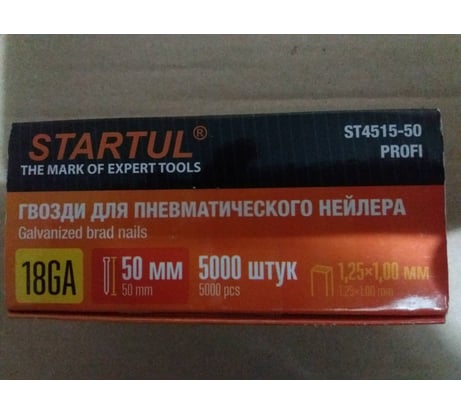 STARTUL®
THE MARK OF EXPERT TOOLS
ST4515-50
PROFI
ГВОЗДИ ДЛЯ ПНЕВМАТИЧЕСКОГО НЕЙЛЕРА
Galvanized brad nails
18GA
50 мм
50 mm
5000 штук
5000 pcs
1,25×1,00 мм
1,25×1,00 mm